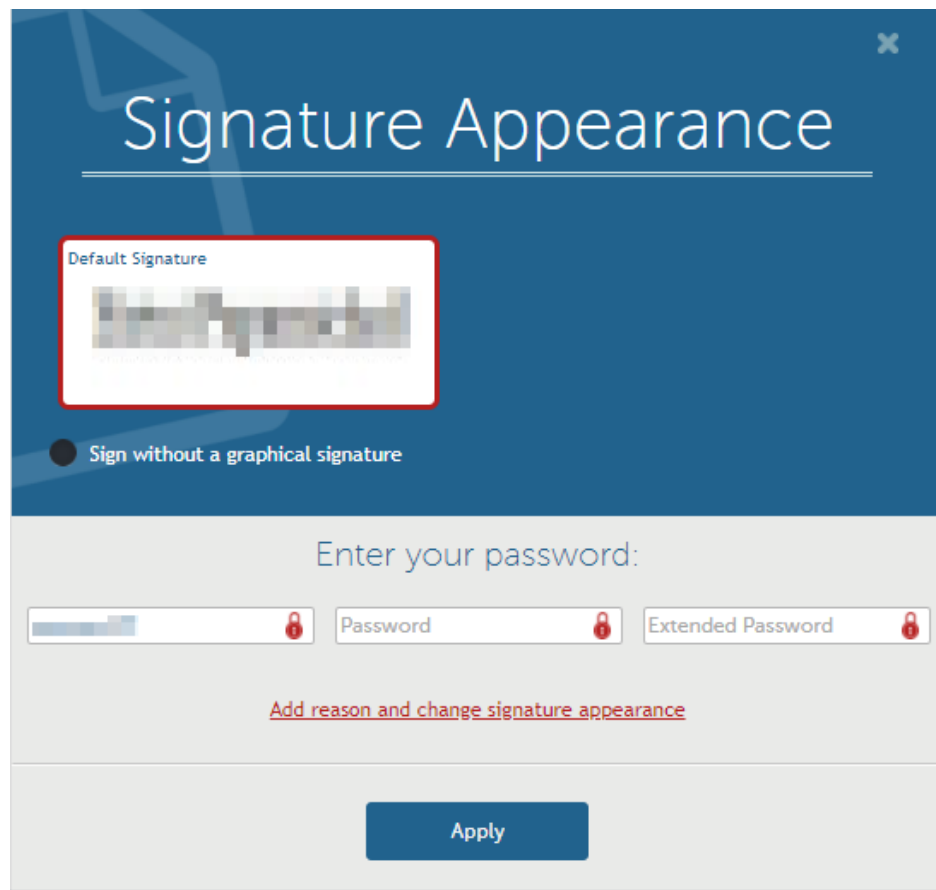 Signature Appearance
Default Signature
Sign without a graphical signature
Enter your password:
Password
Extended Password
Add reason and change signature appearance
Apply